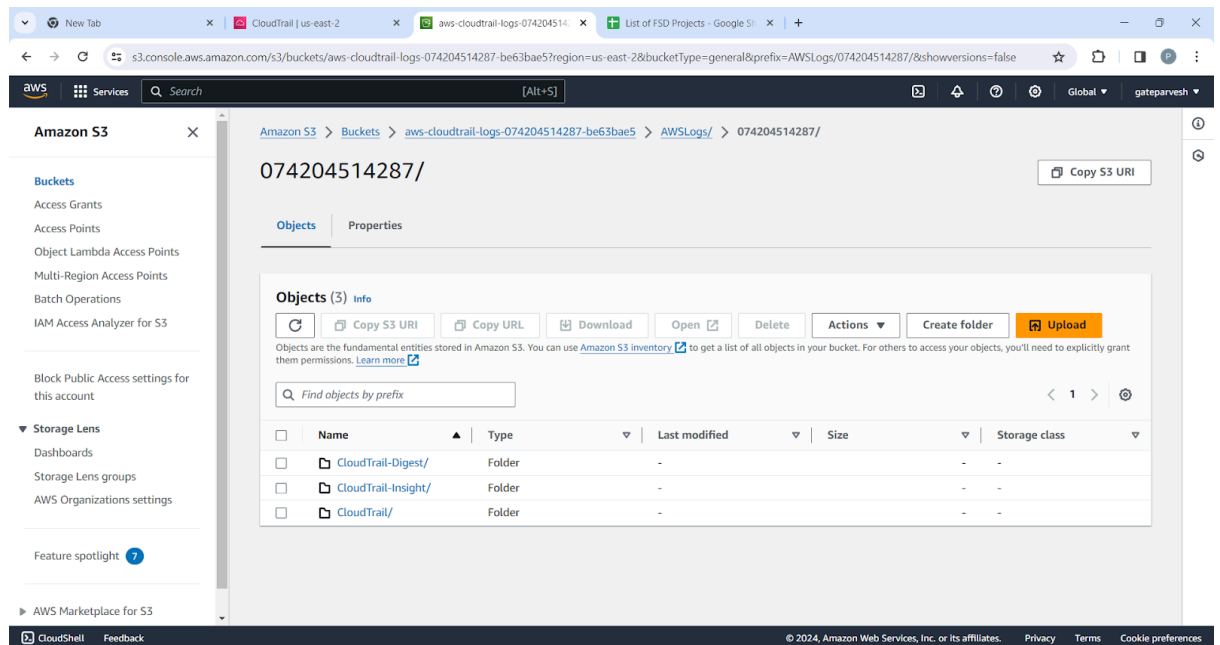 New Tab
CloudTrail | us-east-2
aws-cloudtrail-logs-07420451428
List of FSD Projects - Google Sh
s3.console.aws.amazon.com/s3/buckets/aws-cloudtrail-logs-074204514287-be63bae5?region=us-east-2&bucketType=general&prefix=AWSLogs/074204514287/&showversions=false
P
aws
Services
Search
[Alt+S]
Global
gateparvesh
Amazon S3
Amazon S3 > Buckets > aws-cloudtrail-logs-074204514287-be63bae5 > AWSLogs/ > 074204514287/
074204514287/
Copy S3 URI
Buckets
Access Grants
Access Points
Object Lambda Access Points
Multi-Region Access Points
Batch Operations
IAM Access Analyzer for S3
Block Public Access settings for
this account
Storage Lens
Dashboards
Storage Lens groups
AWS Organizations settings
Feature spotlight 7
AWS Marketplace for S3
Objects
Properties
Objects (3) Info
Copy S3 URI
Copy URL
Download
Open
Delete
Actions
Create folder
Upload
Objects are the fundamental entities stored in Amazon S3. You can use Amazon S3 inventory to get a list of all objects in your bucket. For others to access your objects, you'll need to explicitly grant
them permissions. Learn more
Find objects by prefix
1
Name Type Last modified Size Storage class
CloudTrail-Digest/ Folder - - -
CloudTrail-Insight/ Folder - - -
CloudTrail/ Folder - - -
CloudShell Feedback
© 2024, Amazon Web Services, Inc. or its affiliates. Privacy Terms Cookie preferences